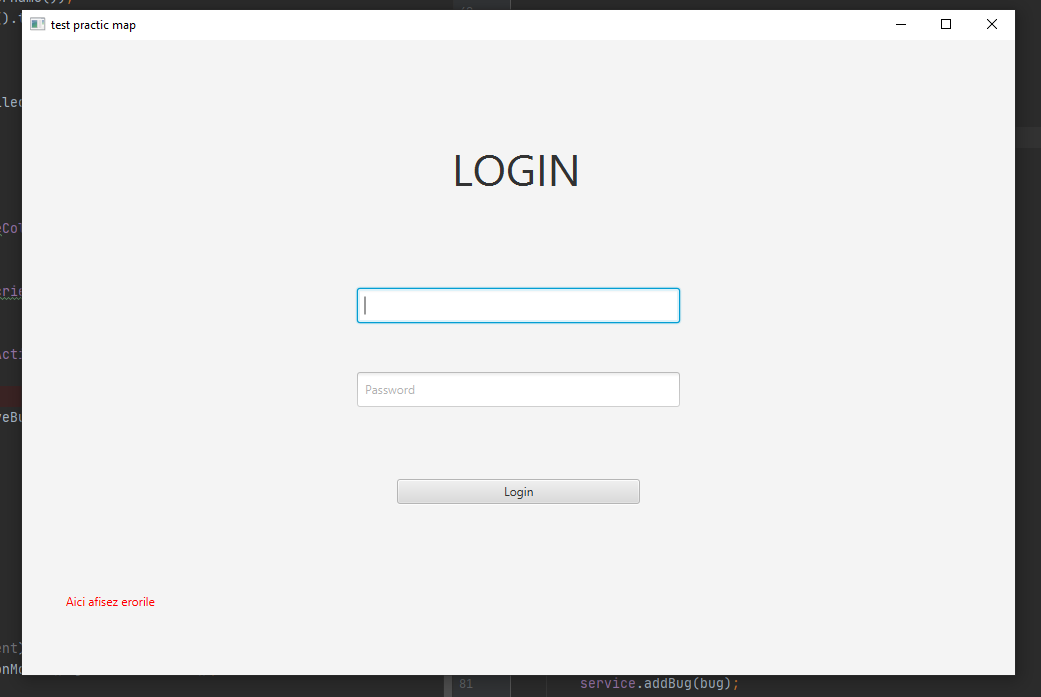 test practic map
LOGIN
Password
Login
Aici afisez erorile
81
service.addBug(bug);